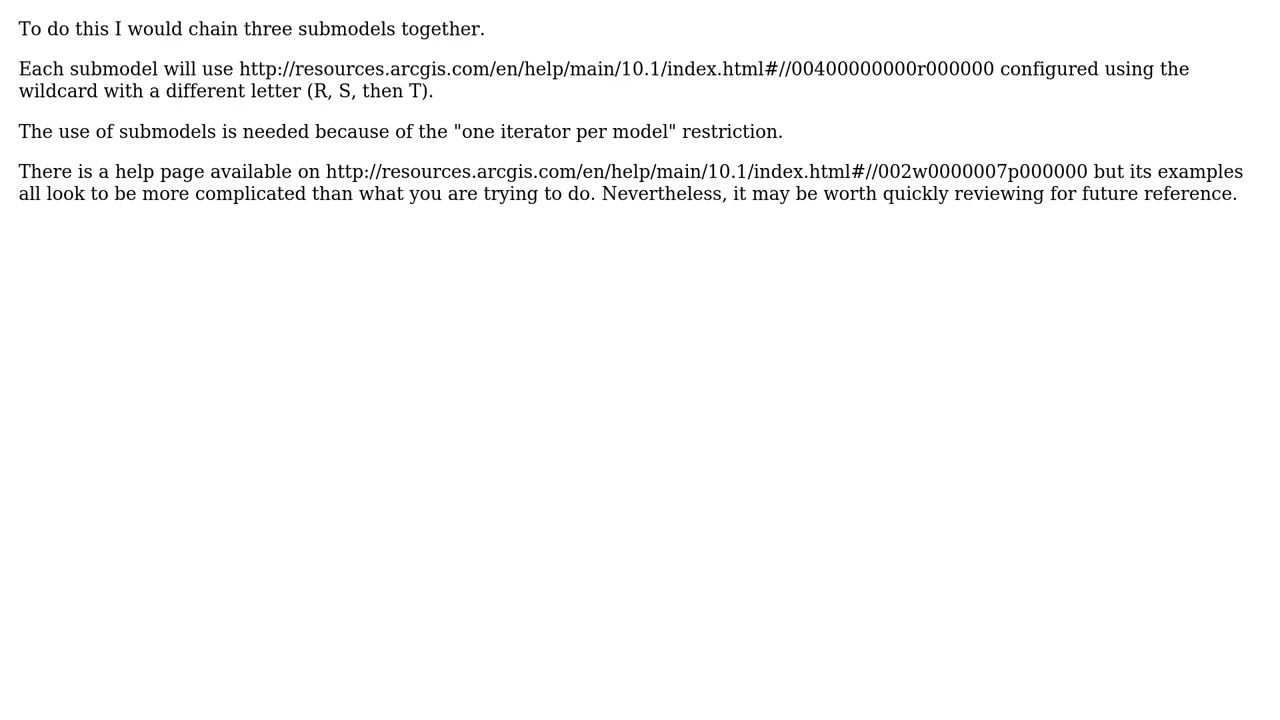 To do this I would chain three submodels together.
Each submodel will use http://resources.arcgis.com/en/help/main/10.1/index.html#//00400000000r000000 configured using the
wildcard with a different letter (R, S, then T).
The use of submodels is needed because of the "one iterator per model" restriction.
There is a help page available on http://resources.arcgis.com/en/help/main/10.1/index.html#//002w0000007p000000 but its examples
all look to be more complicated than what you are trying to do. Nevertheless, it may be worth quickly reviewing for future reference.